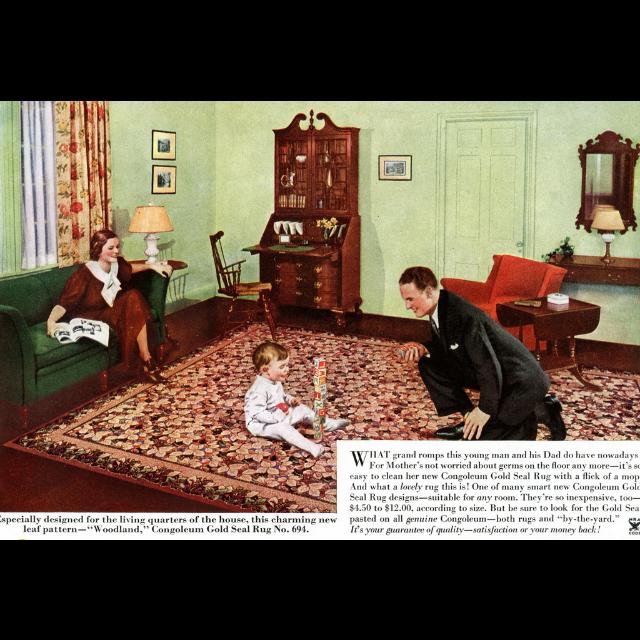 Especially designed for the living quarters of the house, this charming new
leaf pattern—"Woodland," Congoleum Gold Seal Rug No. 694.
WHAT grand romps this young man and his Dad do have nowadays
For Mother's not worried about germs on the floor any more—it's so
easy to clean her new Congoleum Gold Seal Rug with a flick of a mop
And what a lovely rug this is! One of many smart new Congoleum Gold
Seal Rug designs—suitable for any room. They're so inexpensive, too—
$4.50 to $12.00, according to size. But be sure to look for the Gold Sea
pasted on all genuine Congoleum—both rugs and "by-the-yard."
It's your guarantee of quality—satisfaction or your money back!